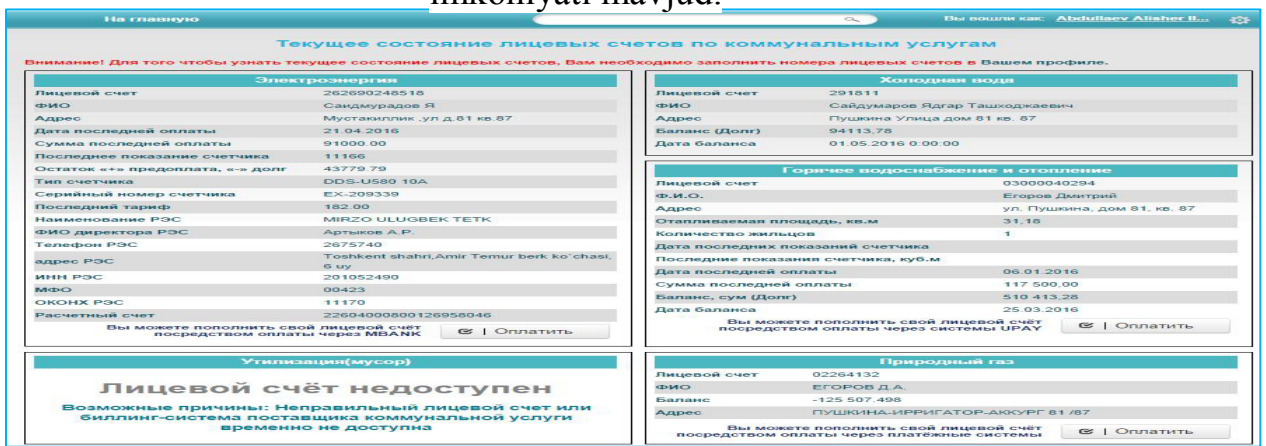 imkoniyati mavjud.
На главную
Вы вошли как: Abdullaev Alisher Il...
Текущее состояние лицевых счетов по коммунальным услугам
Внимание! Для того чтобы узнать текущее состояние лицевых счетов, Вам необходимо заполнить номера лицевых счетов в Вашем профиле.
Электроэнергия
Лицевой счет 262690248518
ФИО Саидмурадов Я
Адрес Мустакиллик ,ул д.81 кв.87
Дата последней оплаты 21.04.2016
Сумма последней оплаты 91000.00
Последнее показание счетчика 11166
Остаток «+» предоплата, «-» долг 43779.79
Тип счетчика DDS-U580 10A
Серийный номер счетчика EX-209339
Последний тариф 182.00
Наименование РЭС MIRZO ULUGBEK TETK
ФИО директора РЭС Артыков А.Р.
Телефон РЭС 2675740
адрес РЭС Toshkent shahri,Amir Temur berk ko`chasi, 
6 uy
ИНН РЭС 201052490
МФО 00423
ОКОНХ РЭС 11170
Расчетный счет 22604000800126958046
Вы можете пополнить свой лицевой счёт
посредством оплаты через MBANK
| Оплатить
Утилизация(мусор)
Лицевой счёт недоступен
Возможные причины: Неправильный лицевой счет или
биллинг-система поставщика коммунальной услуги
временно не доступна
Холодная вода
Лицевой счет 291811
ФИО Сайдумаров Ядгар Ташходжаевич
Адрес Пушкина Улица дом 81 кв. 87
Баланс (Долг) 94113,78
Дата баланса 01.05.2016 0:00:00
Горячее водоснабжение и отопление
Лицевой счет 03000040294
Ф.И.О. Егоров Дмитрий
Адрес ул. Пушкина, дом 81, кв. 87
Отапливаемая площадь, кв.м 31,18
Количество жильцов 1
Дата последних показаний счетчика
Последние показания счетчика, куб.м
Дата последней оплаты 06.01.2016
Сумма последней оплаты 117 500,00
Баланс, сум (Долг) 510 413,28
Дата баланса 25.03.2016
Вы можете пополнить свой лицевой счёт
посредством оплаты через системы UPAY
| Оплатить
Природный газ
Лицевой счет 02264132
ФИО ЕГОРОВ Д.А.
Баланс -125 507.498
Адрес ПУШКИНА-ИРРИГАТОР-АККУРГ 81 /87
Вы можете пополнить свой лицевой счёт
посредством оплаты через платёжные системы
| Оплатить